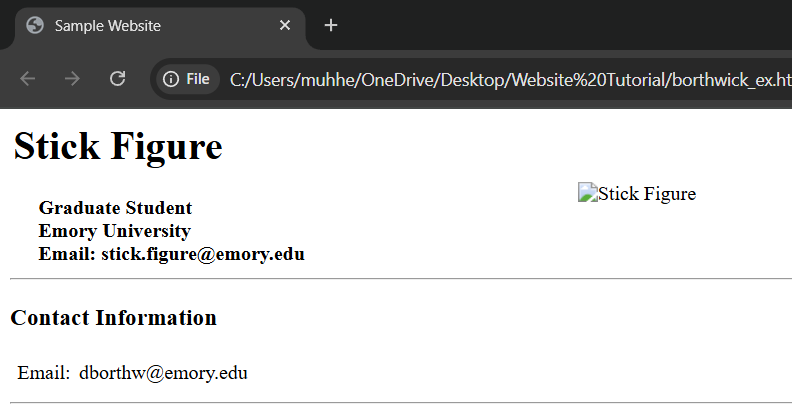 Sample Website
File C:/Users/muhhe/OneDrive/Desktop/Website%20Tutorial/borthwick_ex.ht
Stick Figure
Stick Figure
Graduate Student
Emory University
Email: stick.figure@emory.edu
Contact Information
Email: dborthw@emory.edu